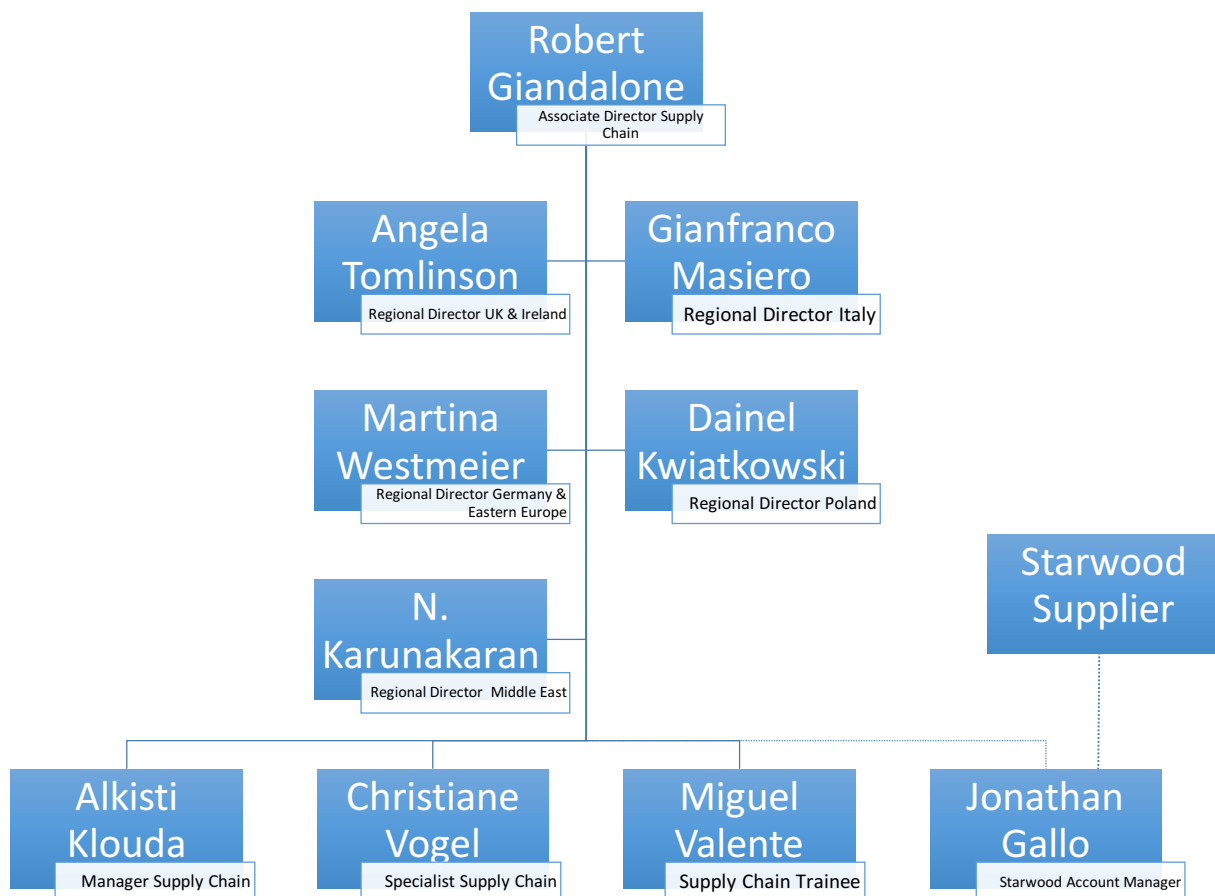 Robert
Giandalone
Associate Director Supply
Chain
Angela
Tomlinson
Regional Director UK & Ireland
Gianfranco
Masiero
Regional Director Italy
Martina
Westmeier
Regional Director Germany &
Eastern Europe
Dainel
Kwiatkowski
Regional Director Poland
N.
Karunakaran
Regional Director  Middle East
Starwood
Supplier
Alkisti
Klouda
Manager Supply Chain
Christiane
Vogel
Specialist Supply Chain
Miguel
Valente
Supply Chain Trainee
Jonathan
Gallo
Starwood Account Manager